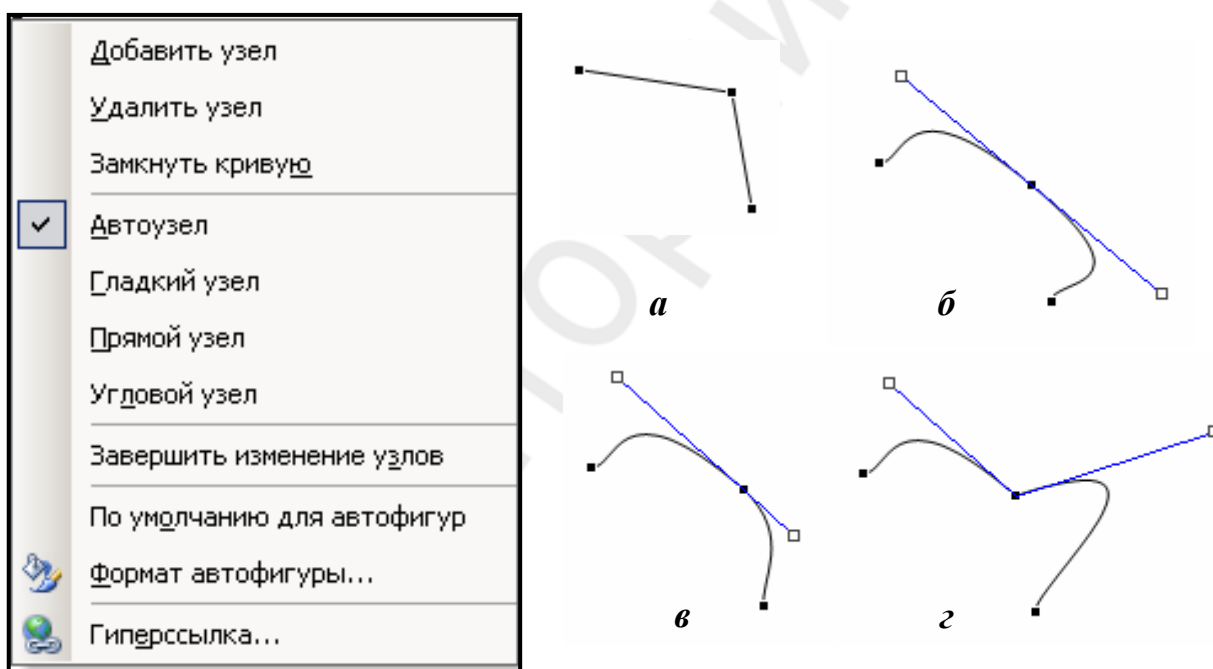 Добавить узел
Удалить узел
Замкнуть кривую
Автоузел
Гладкий узел
Прямой узел
Угловой узел
Завершить изменение узлов
По умолчанию для автофигур
Формат автофигуры...
Гиперссылка...
а
б
в
г